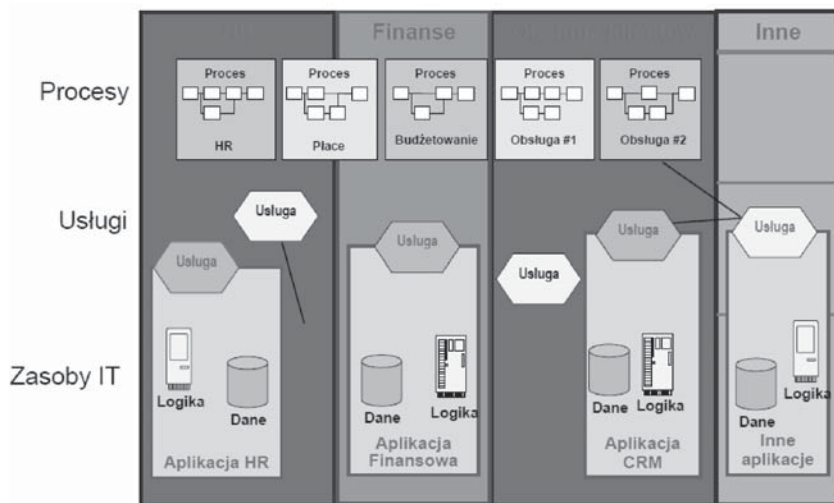 HR
Finanse
Inne
Procesy
Proces
HR
Proces
Płace
Proces
Budżetowanie
Proces
Obsługa #1
Proces
Obsługa #2
Usługi
Usługa
Usługa
Usługa
Usługa
Usługa
Usługa
Zasoby IT
Logika
Dane
Aplikacja HR
Dane
Logika
Aplikacja
Finansowa
Dane
Logika
Aplikacja
CRM
Dane
Logika
Inne
aplikacje